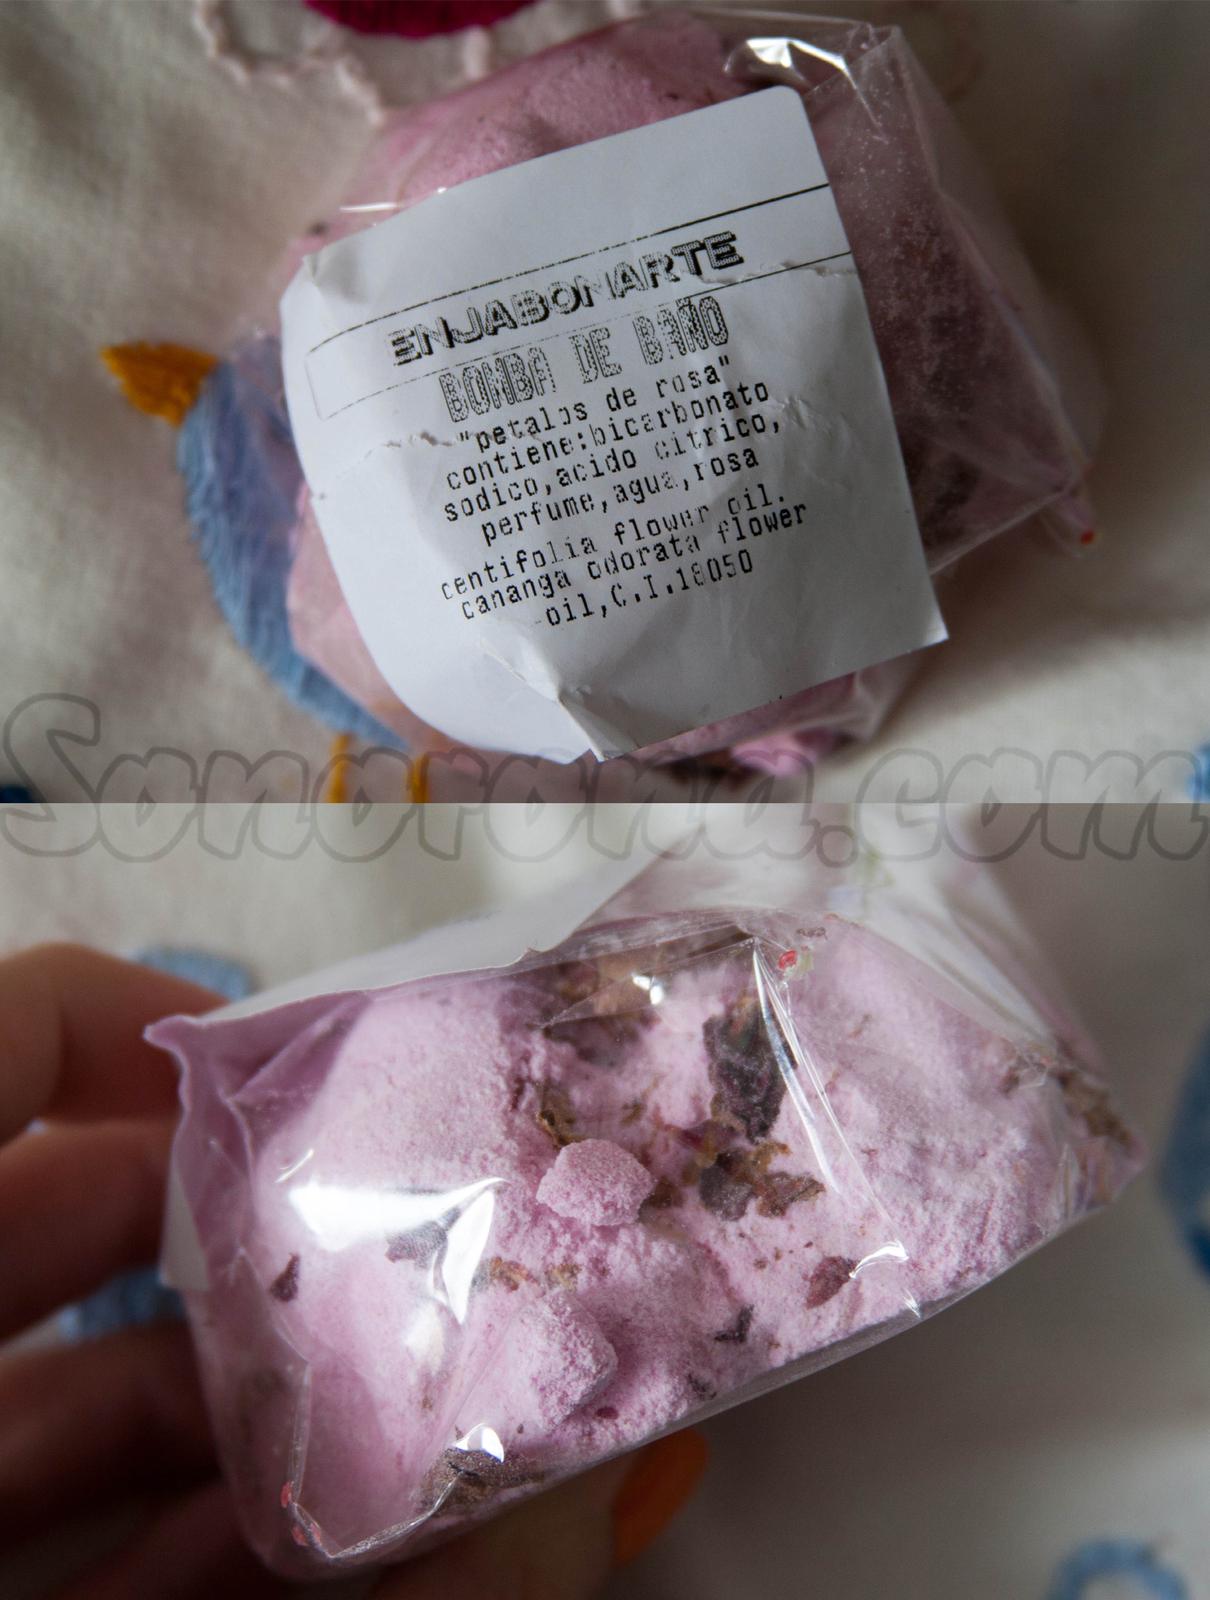 ENJABONARTE
BOMBA DE BAÑO
"petalos de rosa"
contiene:bicarbonato
sodico,acido citrico,
perfume,agua,rosa
centifolia flower oil.
cananga odorata flower
oil,C.I.18050
Sonorona.com